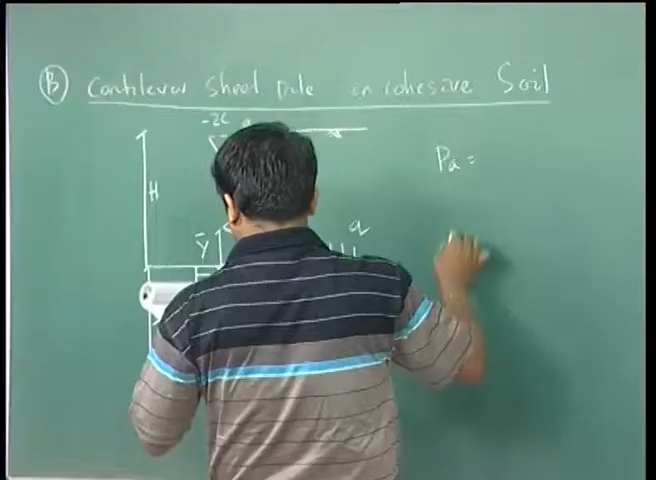 B Cantilever Sheet Pile in cohesive Soil
-2C
Pa =
H
q
y̅